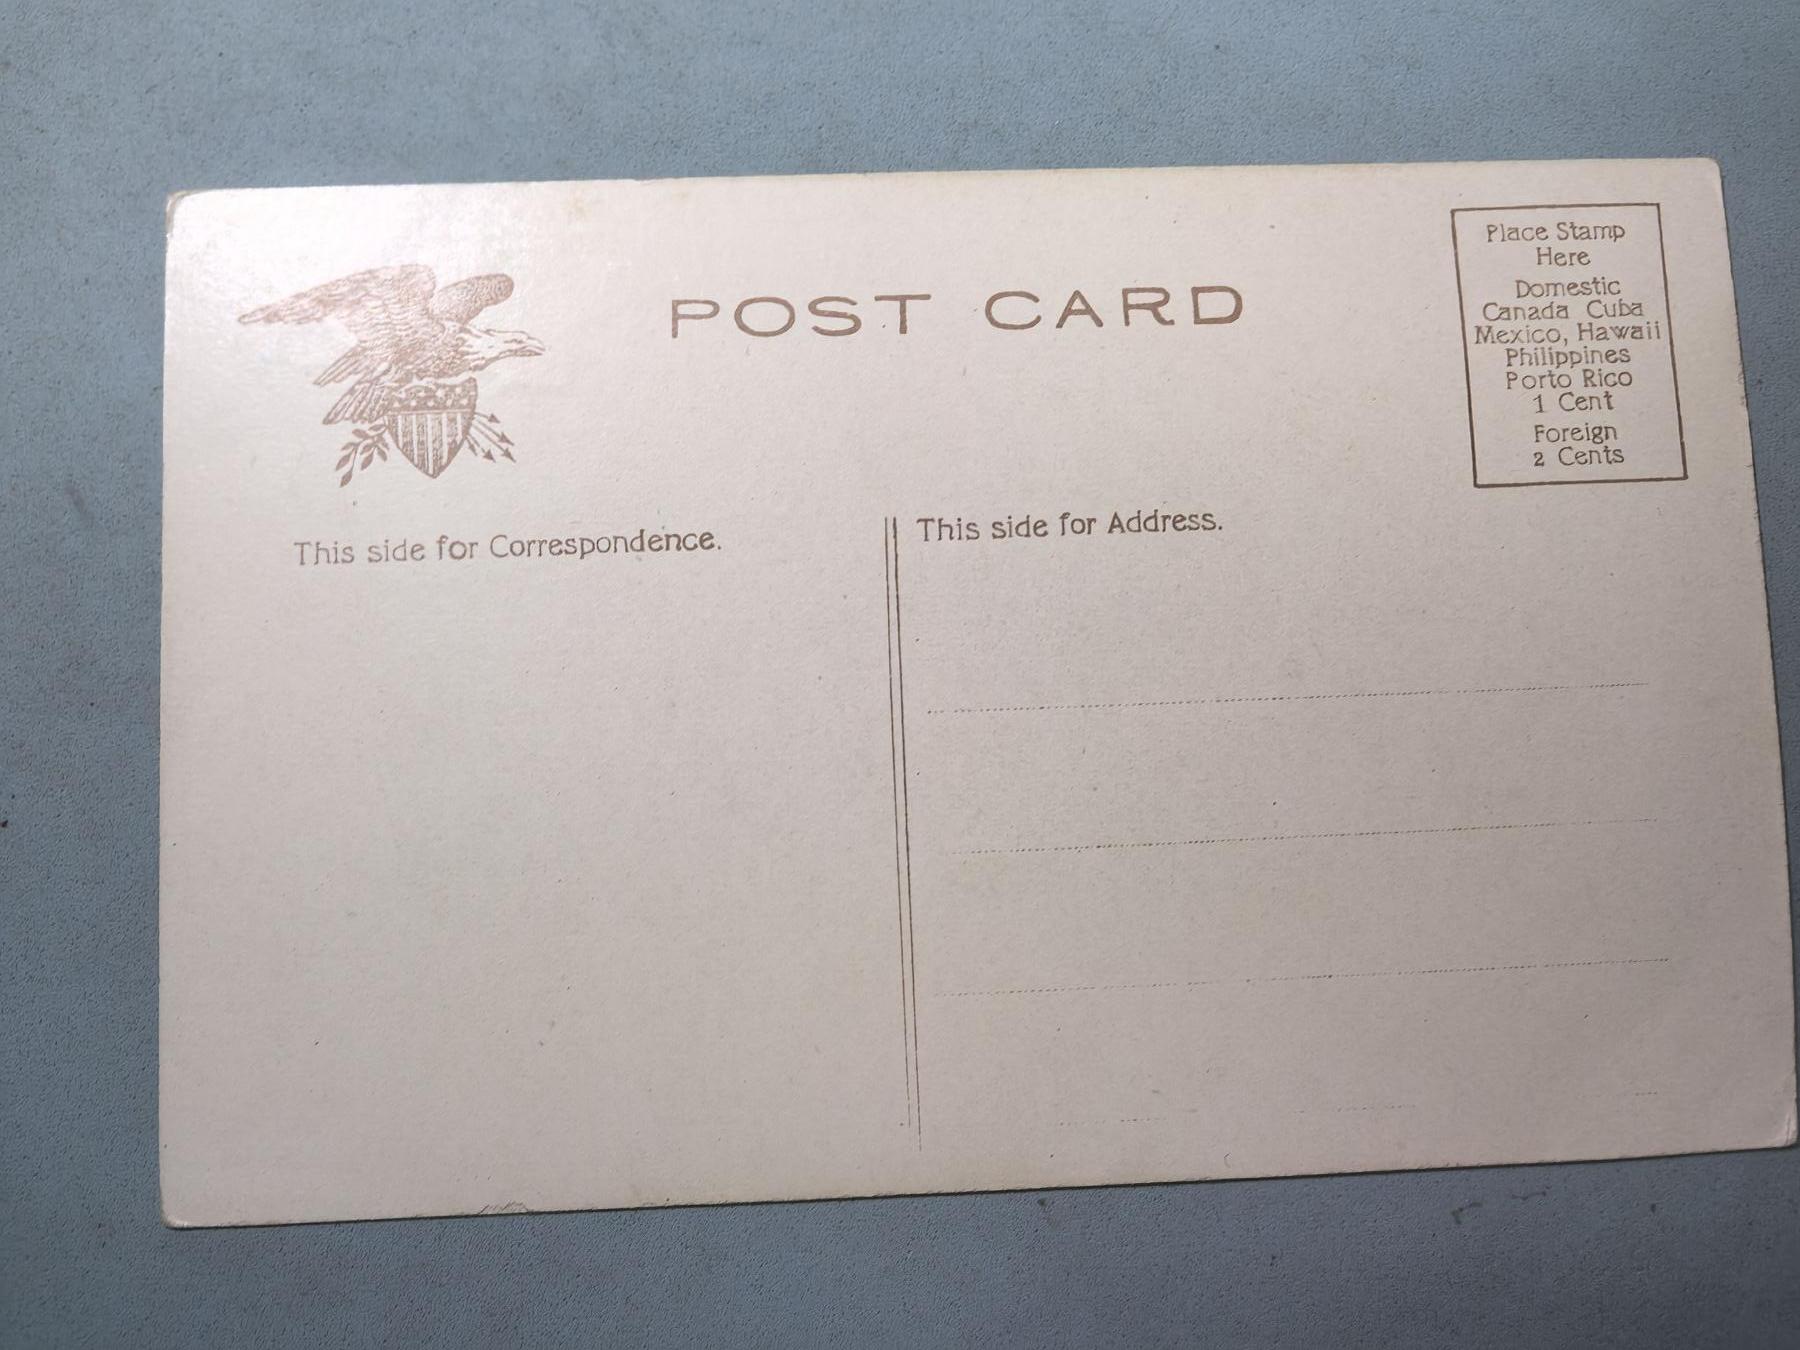 POST CARD
Place Stamp
Here
Domestic
Canada Cuba
Mexico, Hawaii
Philippines
Porto Rico
1 Cent
Foreign
2 Cents
This side for Correspondence.
This side for Address.